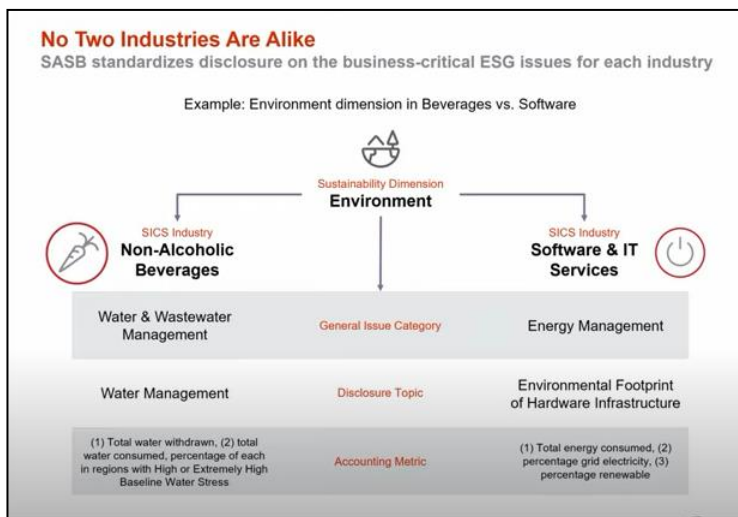 No Two Industries Are Alike
SASB standardizes disclosure on the business-critical ESG issues for each industry
Example: Environment dimension in Beverages vs. Software
Sustainability Dimension
Environment
SICS Industry
Non-Alcoholic
Beverages
SICS Industry
Software & IT
Services
Water & Wastewater
Management
General Issue Category
Energy Management
Water Management
Disclosure Topic
Environmental Footprint
of Hardware Infrastructure
(1) Total water withdrawn, (2) total
water consumed, percentage of each
in regions with High or Extremely High
Baseline Water Stress
Accounting Metric
(1) Total energy consumed, (2)
percentage grid electricity, (3)
percentage renewable